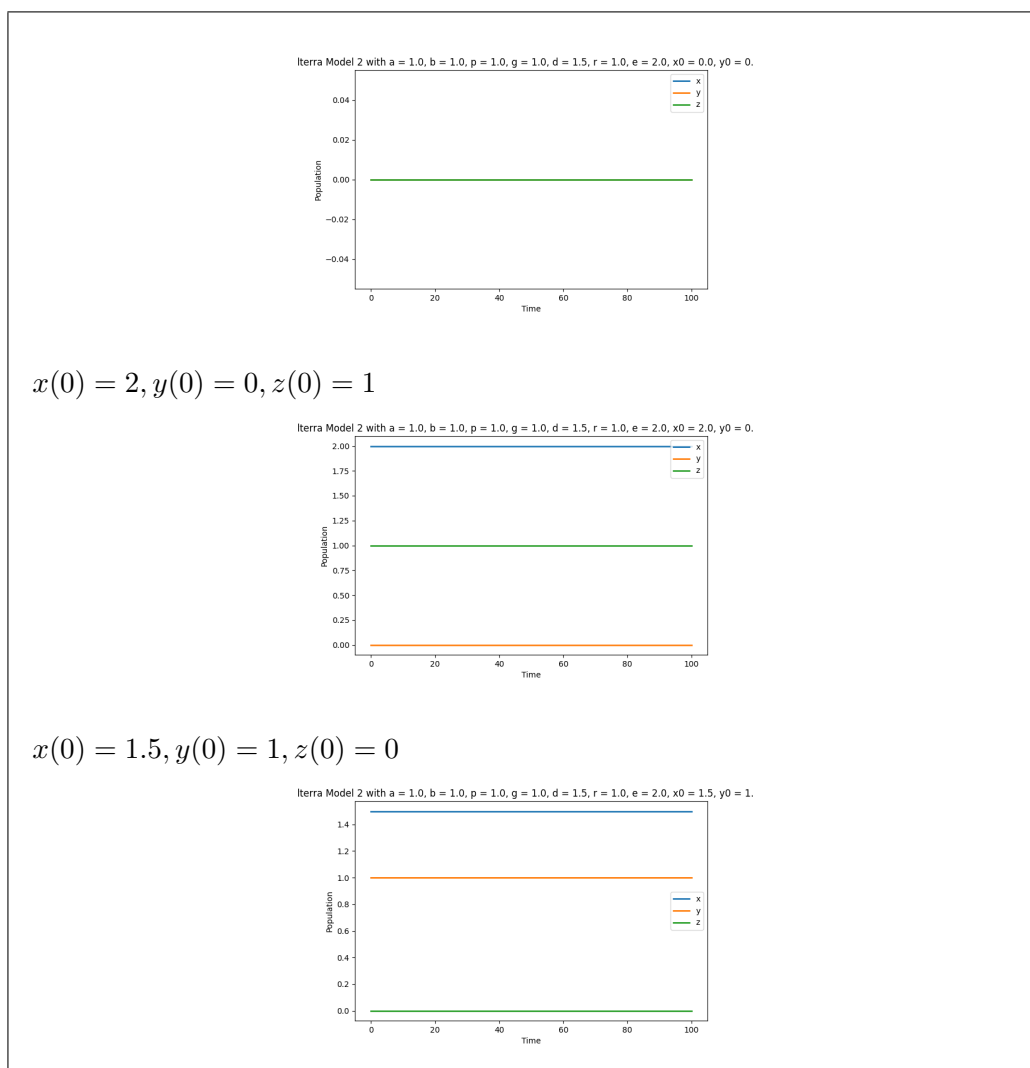 lterra Model 2 with a = 1.0, b = 1.0, p = 1.0, g = 1.0, d = 1.5, r = 1.0, e = 2.0, x0 = 0.0, y0 = 0.
x
y
z
0.04
0.02
0.00
−0.02
−0.04
Population
0 20 40 60 80 100
Time
x(0) = 2, y(0) = 0, z(0) = 1
lterra Model 2 with a = 1.0, b = 1.0, p = 1.0, g = 1.0, d = 1.5, r = 1.0, e = 2.0, x0 = 2.0, y0 = 0.
x
y
z
2.00
1.75
1.50
1.25
1.00
0.75
0.50
0.25
0.00
Population
0 20 40 60 80 100
Time
x(0) = 1.5, y(0) = 1, z(0) = 0
lterra Model 2 with a = 1.0, b = 1.0, p = 1.0, g = 1.0, d = 1.5, r = 1.0, e = 2.0, x0 = 1.5, y0 = 1.
1.4
1.2
1.0
0.8
0.6
0.4
0.2
0.0
Population
x
y
z
0 20 40 60 80 100
Time